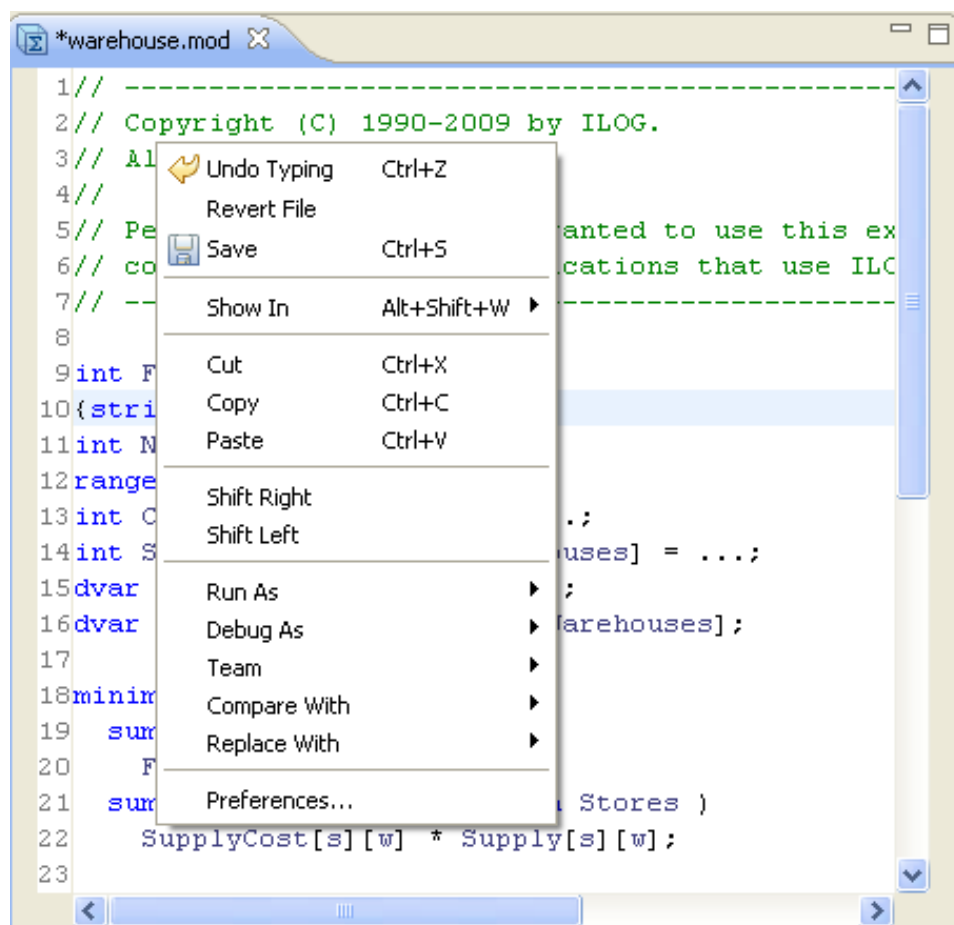 *warehouse.mod
1// ----------------------------------------------
2// Copyright (C) 1990-2009 by ILOG.
3// Al
4//
5// Pe anted to use this ex
6// co cations that use ILO
7// -- --------------------
8
9int F
10{stri
11int N
12range
13int C .;
14int S uses] = ...;
15dvar ;
16dvar arehouses];
17
18minim
19 sum
20 F
21 sum Stores )
22 SupplyCost[s][w] * Supply[s][w];
23
Undo Typing Ctrl+Z
Revert File
Save Ctrl+S
Show In Alt+Shift+W
Cut Ctrl+X
Copy Ctrl+C
Paste Ctrl+V
Shift Right
Shift Left
Run As
Debug As
Team
Compare With
Replace With
Preferences...